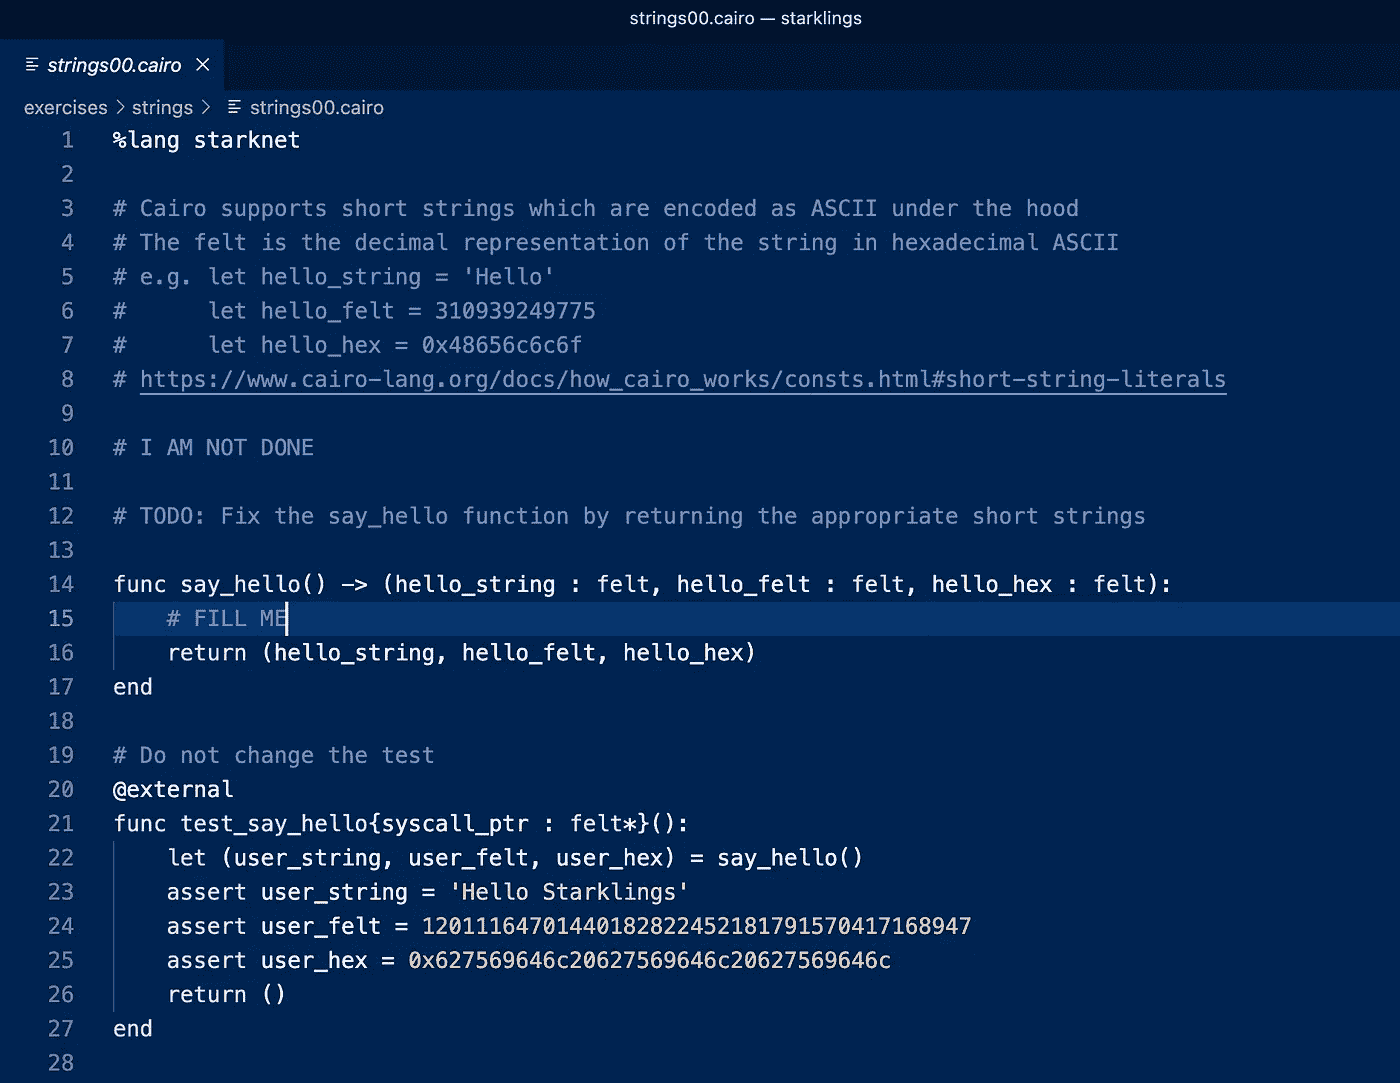 strings00.cairo — starklings
strings00.cairo
exercises > strings > strings00.cairo
1 %lang starknet
2
3 # Cairo supports short strings which are encoded as ASCII under the hood
4 # The felt is the decimal representation of the string in hexadecimal ASCII
5 # e.g. let hello_string = 'Hello'
6 #      let hello_felt = 310939249775
7 #      let hello_hex = 0x48656c6c6f
8 # https://www.cairo-lang.org/docs/how_cairo_works/consts.html#short-string-literals
9
10 # I AM NOT DONE
11
12 # TODO: Fix the say_hello function by returning the appropriate short strings
13
14 func say_hello() -> (hello_string : felt, hello_felt : felt, hello_hex : felt):
15     # FILL ME
16     return (hello_string, hello_felt, hello_hex)
17 end
18
19 # Do not change the test
20 @external
21 func test_say_hello{syscall_ptr : felt*}():
22     let (user_string, user_felt, user_hex) = say_hello()
23     assert user_string = 'Hello Starklings'
24     assert user_felt = 12011164701440182822452181791570417168947
25     assert user_hex = 0x627569646c20627569646c20627569646c
26     return ()
27 end
28